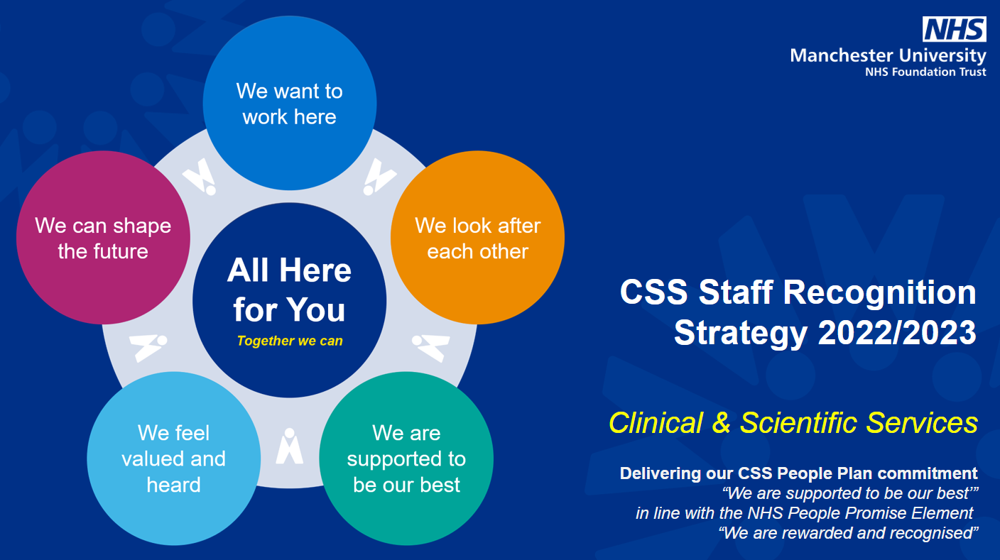 NHS
Manchester University
NHS Foundation Trust
We want to
work here
We can shape
the future
We look after
each other
All Here
for You
Together we can
We feel
valued and
heard
We are
supported to
be our best
CSS Staff Recognition
Strategy 2022/2023
Clinical & Scientific Services
Delivering our CSS People Plan commitment
“We are supported to be our best’”
in line with the NHS People Promise Element
“We are rewarded and recognised”